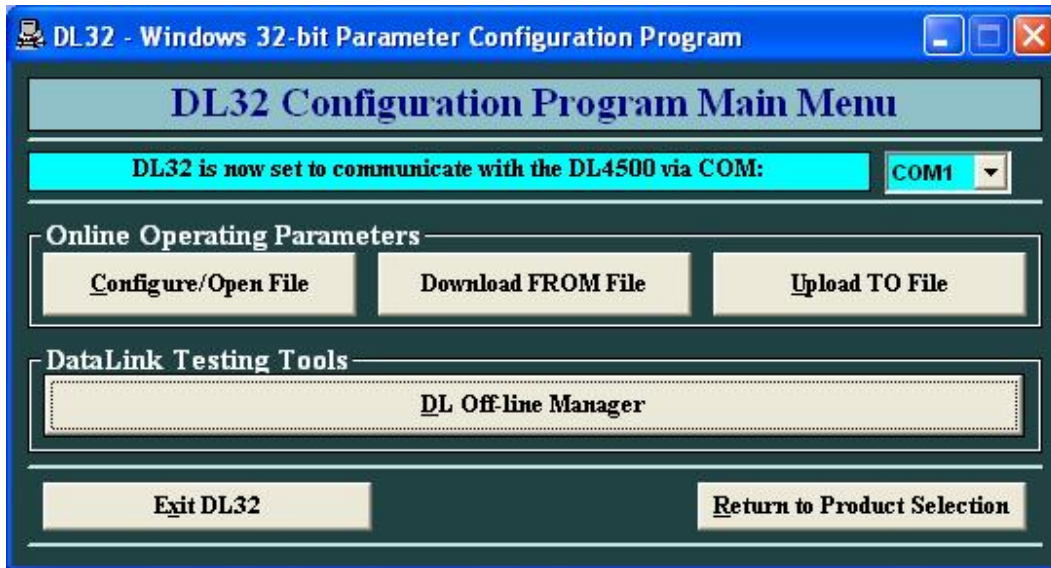 DL32 - Windows 32-bit Parameter Configuration Program
DL32 Configuration Program Main Menu
DL32 is now set to communicate with the DL4500 via COM: COM1
Online Operating Parameters
Configure/Open File Download FROM File Upload TO File
DataLink Testing Tools
DL Off-line Manager
Exit DL32 Return to Product Selection